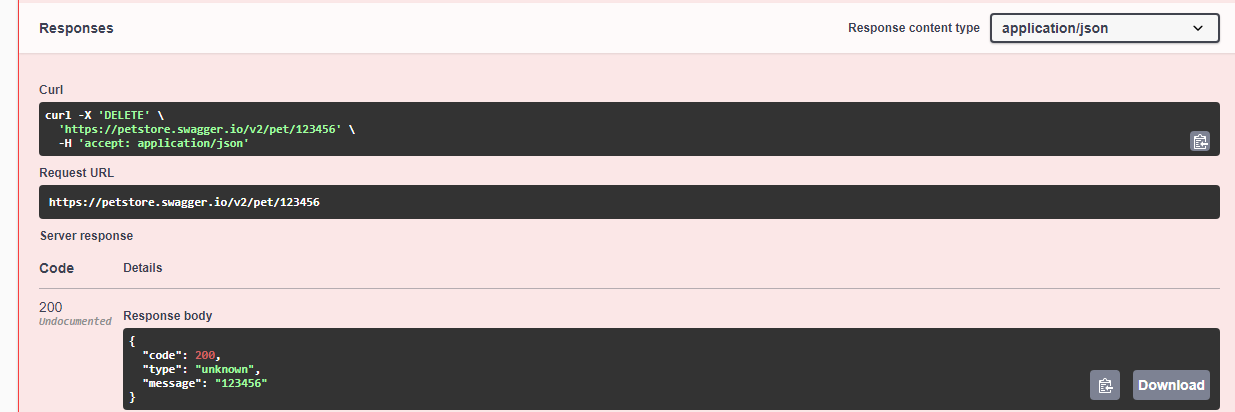 Responses
Response content type
application/json
Curl
curl -X 'DELETE' \
'https://petstore.swagger.io/v2/pet/123456' \
-H 'accept: application/json'
Request URL
https://petstore.swagger.io/v2/pet/123456
Server response
Code Details
200
Undocumented
Response body
{
"code": 200,
"type": "unknown",
"message": "123456"
}
Download